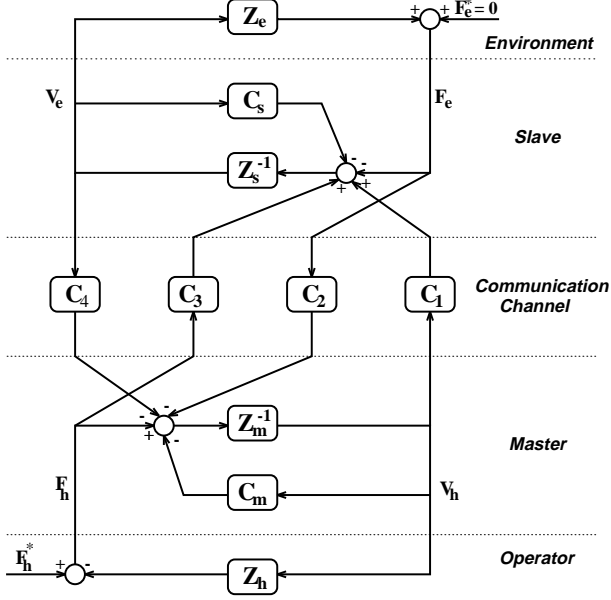 Z_e
+ + F_e^* = 0
Environment
V_e
C_s
F_e
Slave
- -
Z_s^{-1}
+ +
C_4
C_3
C_2
C_1
Communication
Channel
-
- + -
Z_m^{-1}
Master
F_h
C_m
V_h
F_h^*
+ -
Z_h
Operator